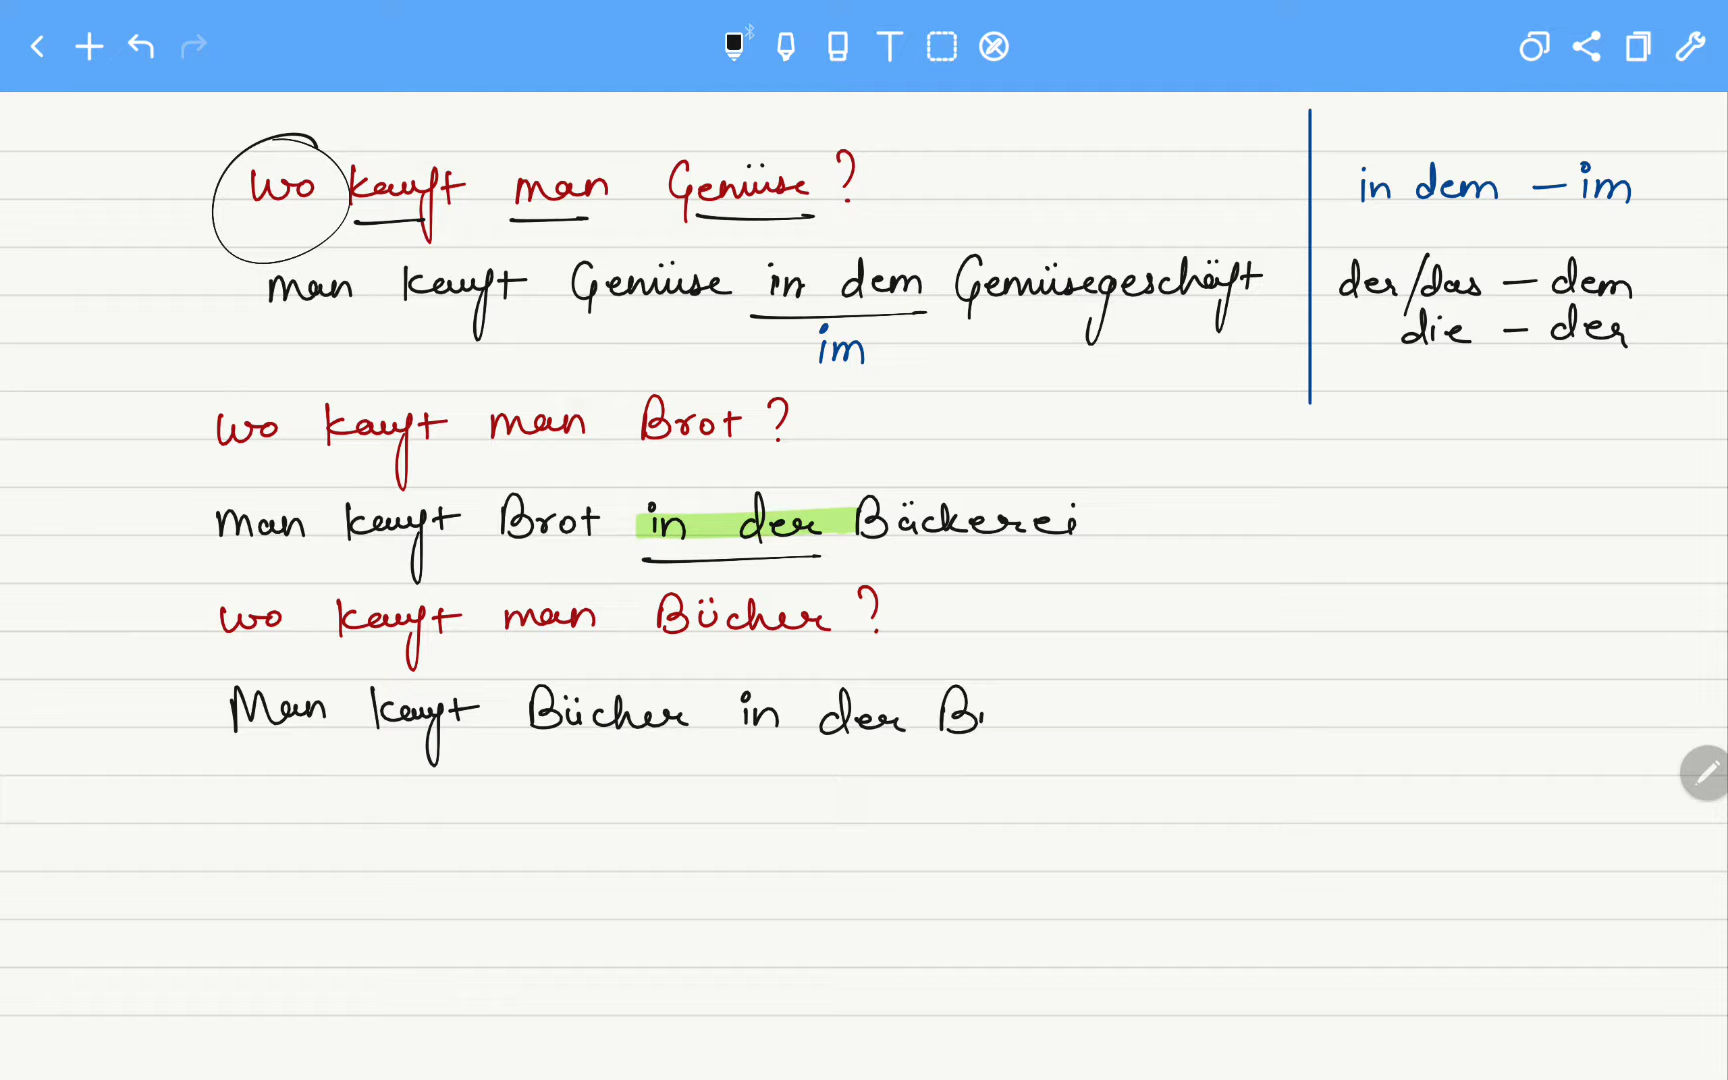 wo kauft man Gemüse ?
in dem – im
man kauft Gemüse in dem Gemüsegeschäft
im
der/das – dem
die – der
wo kauft man Brot ?
Man kauft Brot in der Bäckerei
wo kauft man Bücher ?
Man kauft Bücher in der B